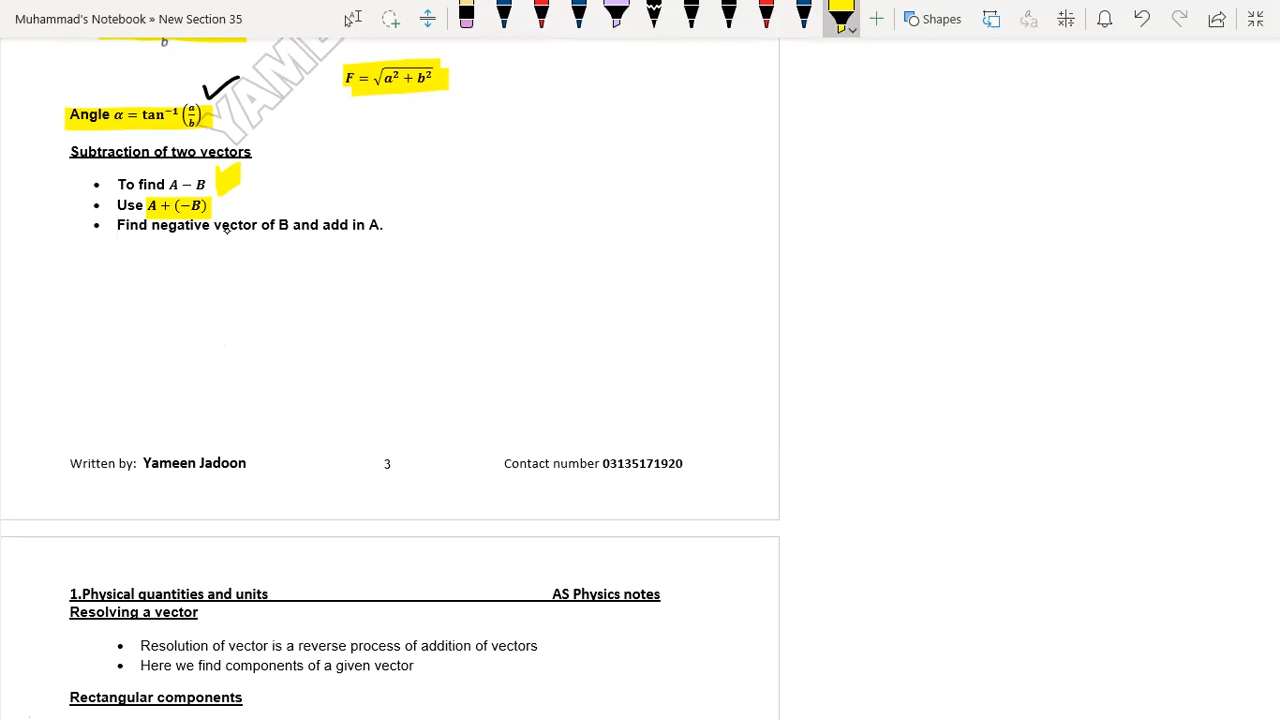 Muhammad's Notebook » New Section 35
Shapes
b
F = √a² + b²
YAME
Angle α = tan⁻¹ (a/b)
Subtraction of two vectors
• To find A − B
• Use A + (−B)
• Find negative vector of B and add in A.
Written by: Yameen Jadoon 3 Contact number 03135171920
1.Physical quantities and units AS Physics notes
Resolving a vector
• Resolution of vector is a reverse process of addition of vectors
• Here we find components of a given vector
Rectangular components